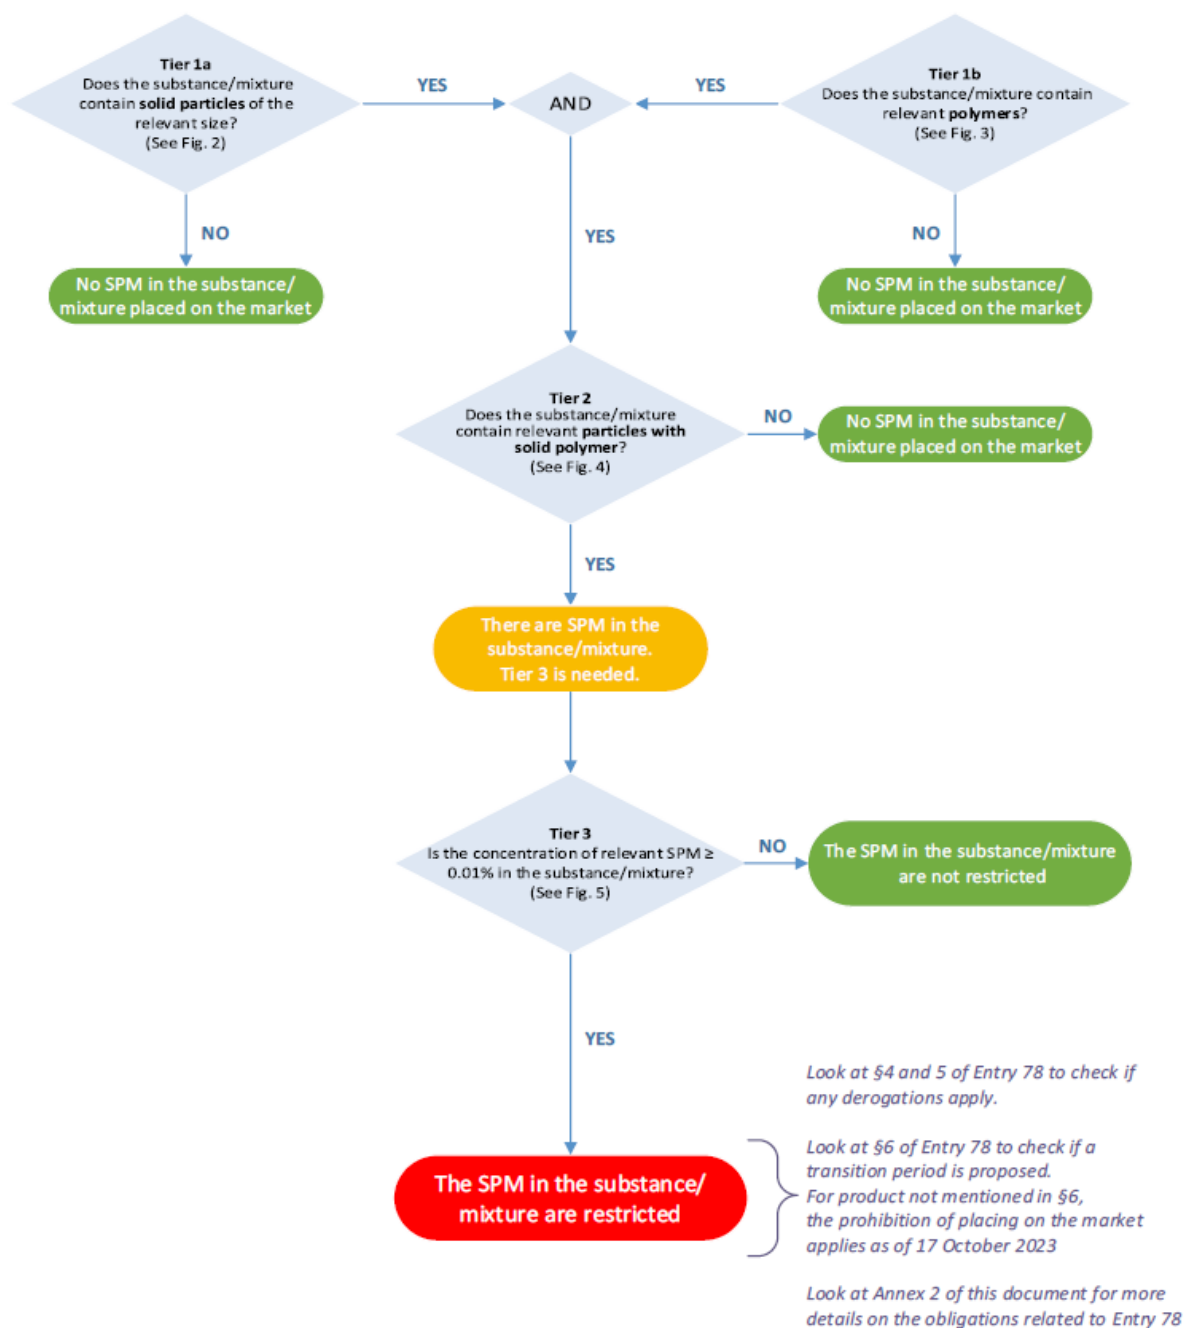 Tier 1a
Does the substance/mixture
contain solid particles of the
relevant size?
(See Fig. 2)
YES
AND
YES
Tier 1b
Does the substance/mixture contain
relevant polymers?
(See Fig. 3)
NO
YES
NO
No SPM in the substance/
mixture placed on the market
No SPM in the substance/
mixture placed on the market
Tier 2
Does the substance/mixture
contain relevant particles with
solid polymer?
(See Fig. 4)
NO
No SPM in the substance/
mixture placed on the market
YES
There are SPM in the
substance/mixture.
Tier 3 is needed.
Tier 3
Is the concentration of relevant SPM ≥
0.01% in the substance/mixture?
(See Fig. 5)
NO
The SPM in the substance/mixture
are not restricted
YES
The SPM in the substance/
mixture are restricted
Look at §4 and 5 of Entry 78 to check if
any derogations apply.
Look at §6 of Entry 78 to check if a
transition period is proposed.
For product not mentioned in §6,
the prohibition of placing on the market
applies as of 17 October 2023
Look at Annex 2 of this document for more
details on the obligations related to Entry 78